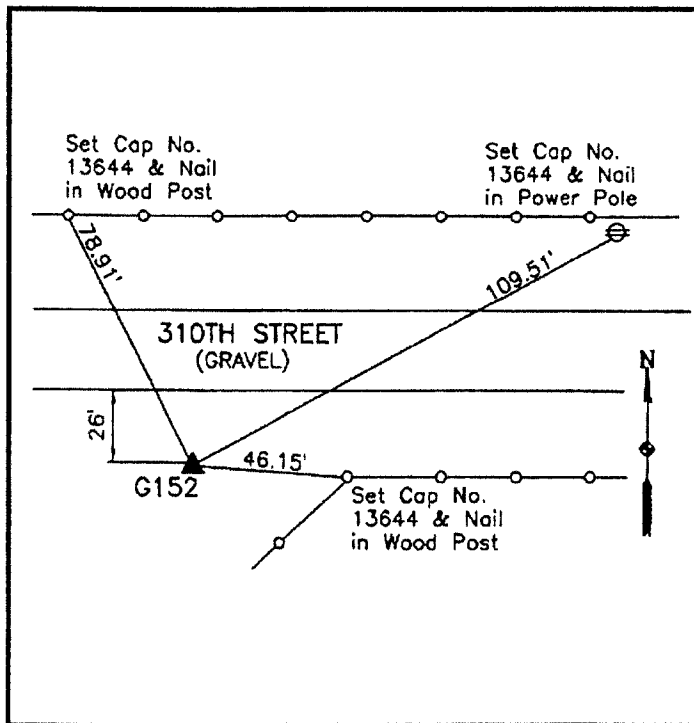 Set Cap No.
13644 & Nail
in Wood Post
Set Cap No.
13644 & Nail
in Power Pole
78.91'
109.51'
310TH STREET
(GRAVEL)
N
26'
46.15'
G152
Set Cap No.
13644 & Nail
in Wood Post